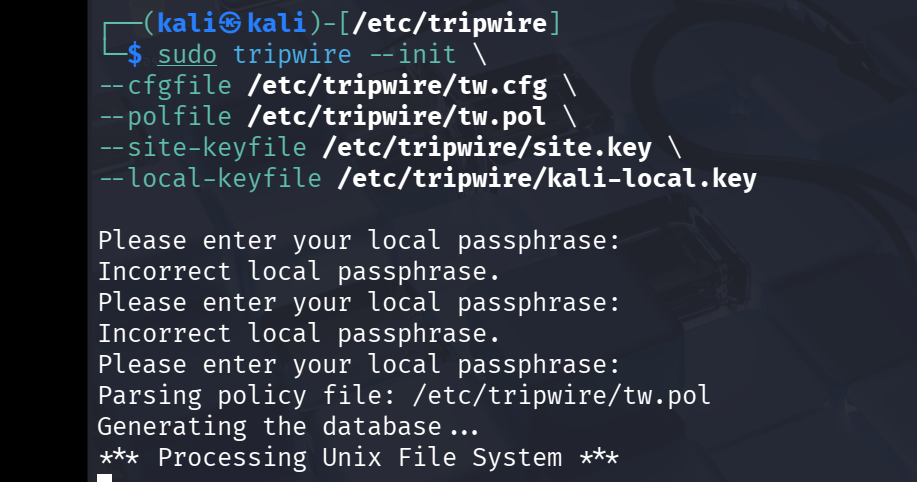 ┌──(kali㉿kali)-[/etc/tripwire]
└─$ sudo tripwire --init \
--cfgfile /etc/tripwire/tw.cfg \
--polfile /etc/tripwire/tw.pol \
--site-keyfile /etc/tripwire/site.key \
--local-keyfile /etc/tripwire/kali-local.key
Please enter your local passphrase:
Incorrect local passphrase.
Please enter your local passphrase:
Incorrect local passphrase.
Please enter your local passphrase:
Parsing policy file: /etc/tripwire/tw.pol
Generating the database...
*** Processing Unix File System ***